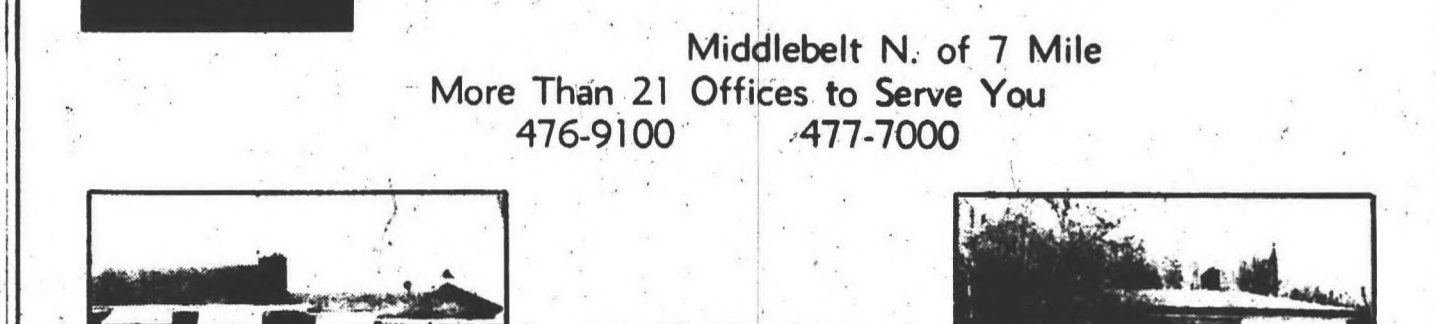 Middlebelt N. of 7 Mile
More Than 21 Offices to Serve You
476-9100 477-7000